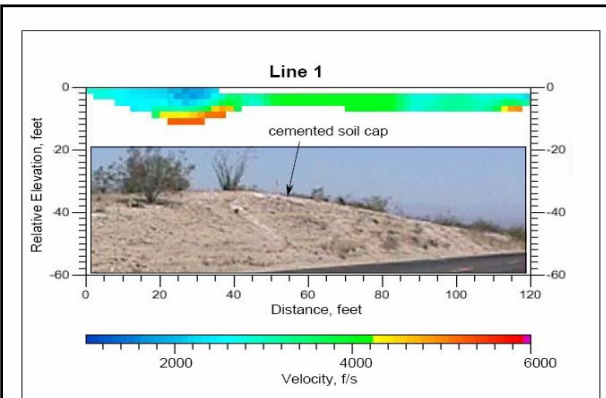 Line 1
0
-20
-40
-60
Relative Elevation, feet
cemented soil cap
0
-20
-40
-60
0 20 40 60 80 100 120
Distance, feet
2000 4000 6000
Velocity, f/s